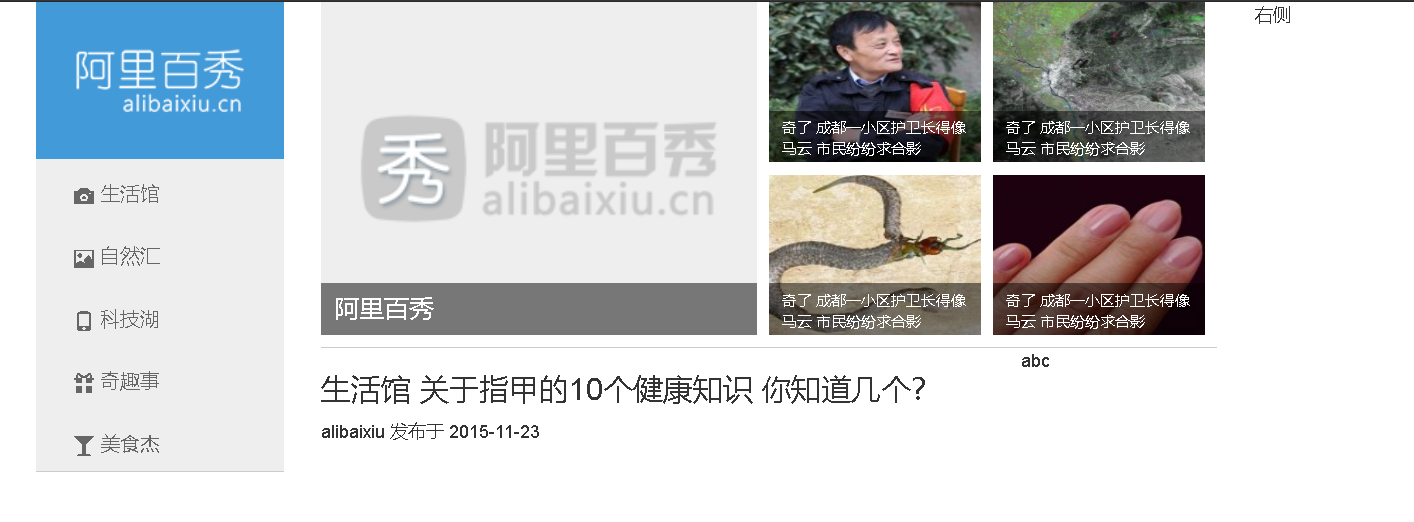 阿里百秀
alibaixiu.cn
生活馆
自然汇
科技湖
奇趣事
美食杰
秀 阿里百秀
alibaixiu.cn
阿里百秀
奇了 成都一小区护卫长得像
马云 市民纷纷求合影
奇了 成都一小区护卫长得像
马云 市民纷纷求合影
奇了 成都一小区护卫长得像
马云 市民纷纷求合影
奇了 成都一小区护卫长得像
马云 市民纷纷求合影
abc
生活馆 关于指甲的10个健康知识 你知道几个?
alibaixiu 发布于 2015-11-23
右侧